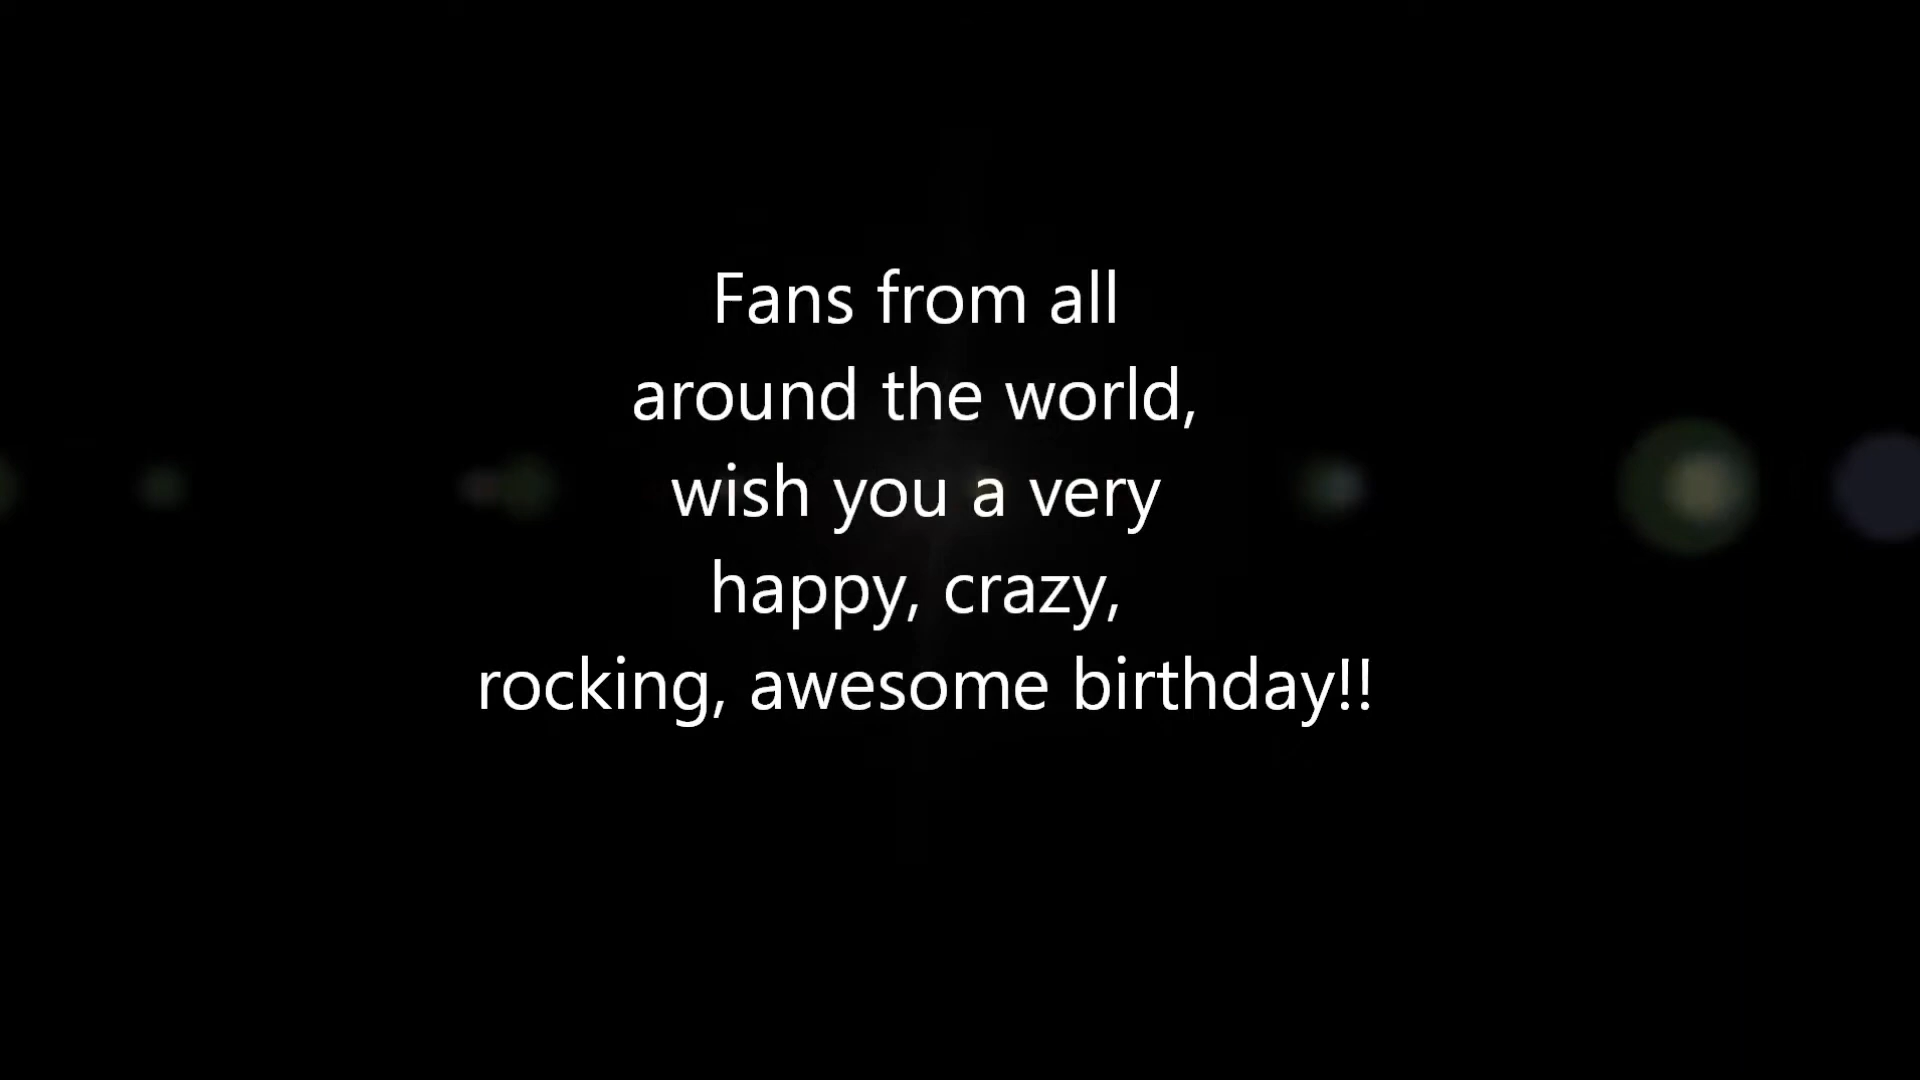 Fans from all
around the world,
wish you a very
happy, crazy,
rocking, awesome birthday!!